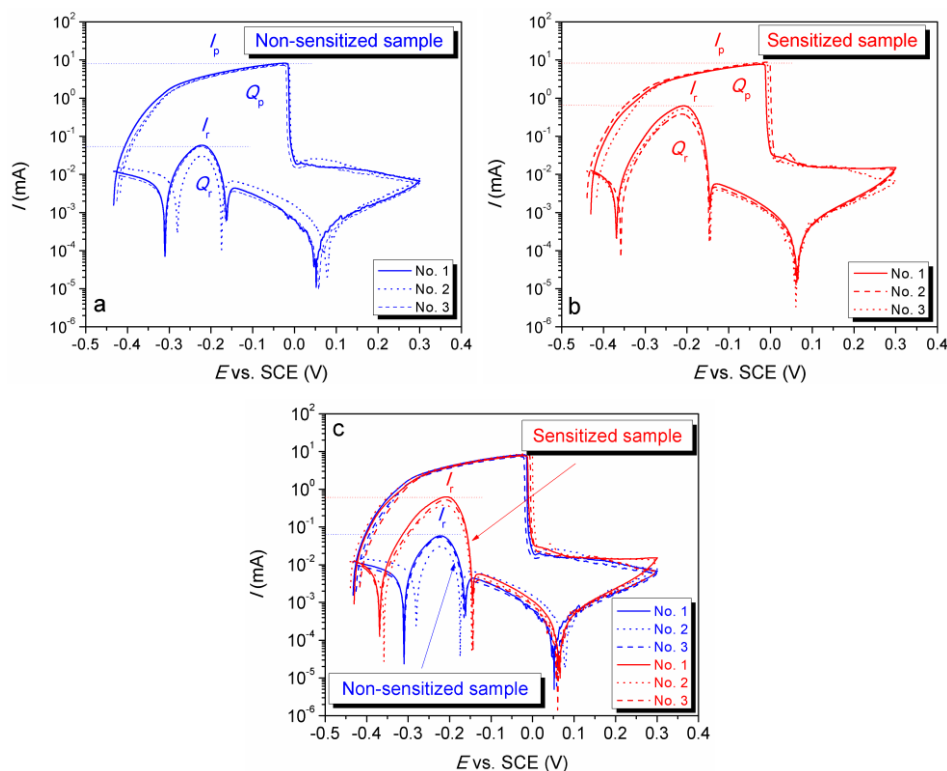 Non-sensitized sample
I_p
Q_p
I_r
Q_r
I (mA)
10^2
10^1
10^0
10^-1
10^-2
10^-3
10^-4
10^-5
10^-6
a
No. 1
No. 2
No. 3
-0.5 -0.4 -0.3 -0.2 -0.1 0.0 0.1 0.2 0.3 0.4
E vs. SCE (V)
Sensitized sample
I_p
Q_p
I_r
Q_r
I (mA)
10^2
10^1
10^0
10^-1
10^-2
10^-3
10^-4
10^-5
10^-6
b
No. 1
No. 2
No. 3
-0.5 -0.4 -0.3 -0.2 -0.1 0.0 0.1 0.2 0.3 0.4
E vs. SCE (V)
c
Sensitized sample
I_r
I_r
I (mA)
10^2
10^1
10^0
10^-1
10^-2
10^-3
10^-4
10^-5
10^-6
Non-sensitized sample
No. 1
No. 2
No. 3
No. 1
No. 2
No. 3
-0.5 -0.4 -0.3 -0.2 -0.1 0.0 0.1 0.2 0.3 0.4
E vs. SCE (V)